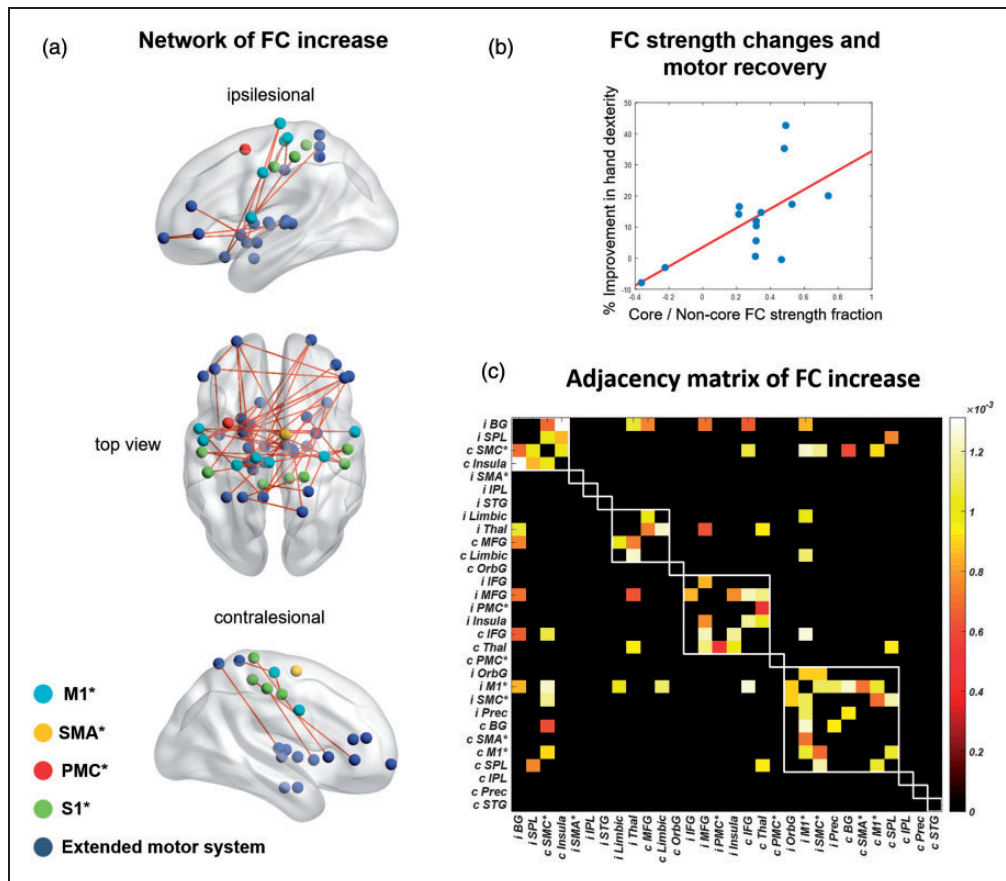 (a)
Network of FC increase
ipsilesional
top view
contralesional
M1*
SMA*
PMC*
S1*
Extended motor system
(b)
FC strength changes and
motor recovery
% Improvement in hand dexterity
50
40
30
20
10
0
-10
-0.4
-0.2
0
0.2
0.4
0.6
0.8
1
Core / Non-core FC strength fraction
(c)
Adjacency matrix of FC increase
i BG
i SPL
c SMC*
c Insula
i SMA*
i IPL
i STG
i Limbic
i Thal
c MFG
c Limbic
c OrbG
i IFG
i MFG
i PMC*
i Insula
c IFG
c Thal
c PMC*
i OrbG
i M1*
i SMC*
i Prec
c BG
c SMA*
c M1*
c SPL
c IPL
c Prec
c STG
i BG
i SPL
c SMC*
c Insula
i SMA*
i IPL
i STG
i Limbic
i Thal
c MFG
c Limbic
c OrbG
i IFG
i MFG
i PMC*
i Insula
c IFG
c Thal
c PMC*
i OrbG
i M1*
i SMC*
i Prec
c BG
c SMA*
c M1*
c SPL
c IPL
c Prec
c STG
×10⁻³
1.2
1
0.8
0.6
0.4
0.2
0